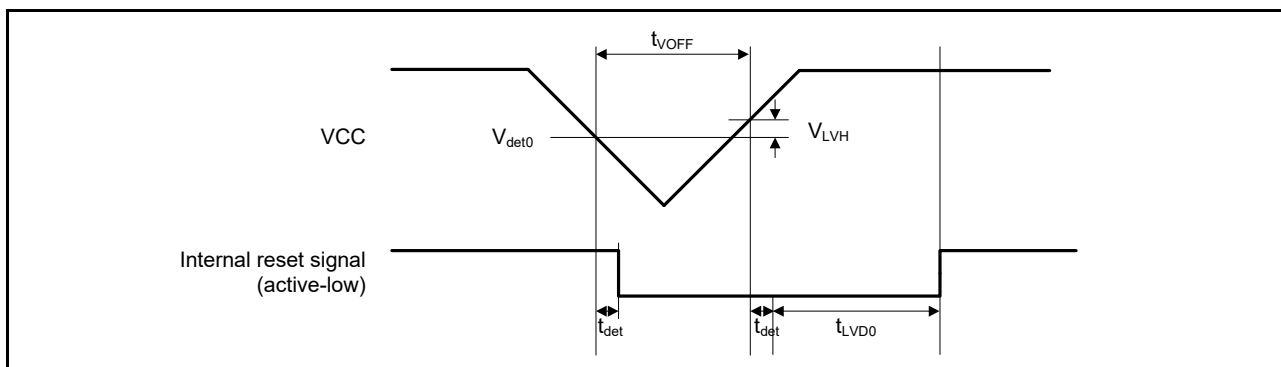 tVOFF
VCC
Vdet0
VLVH
Internal reset signal
(active-low)
tdet
tdet
tLVD0